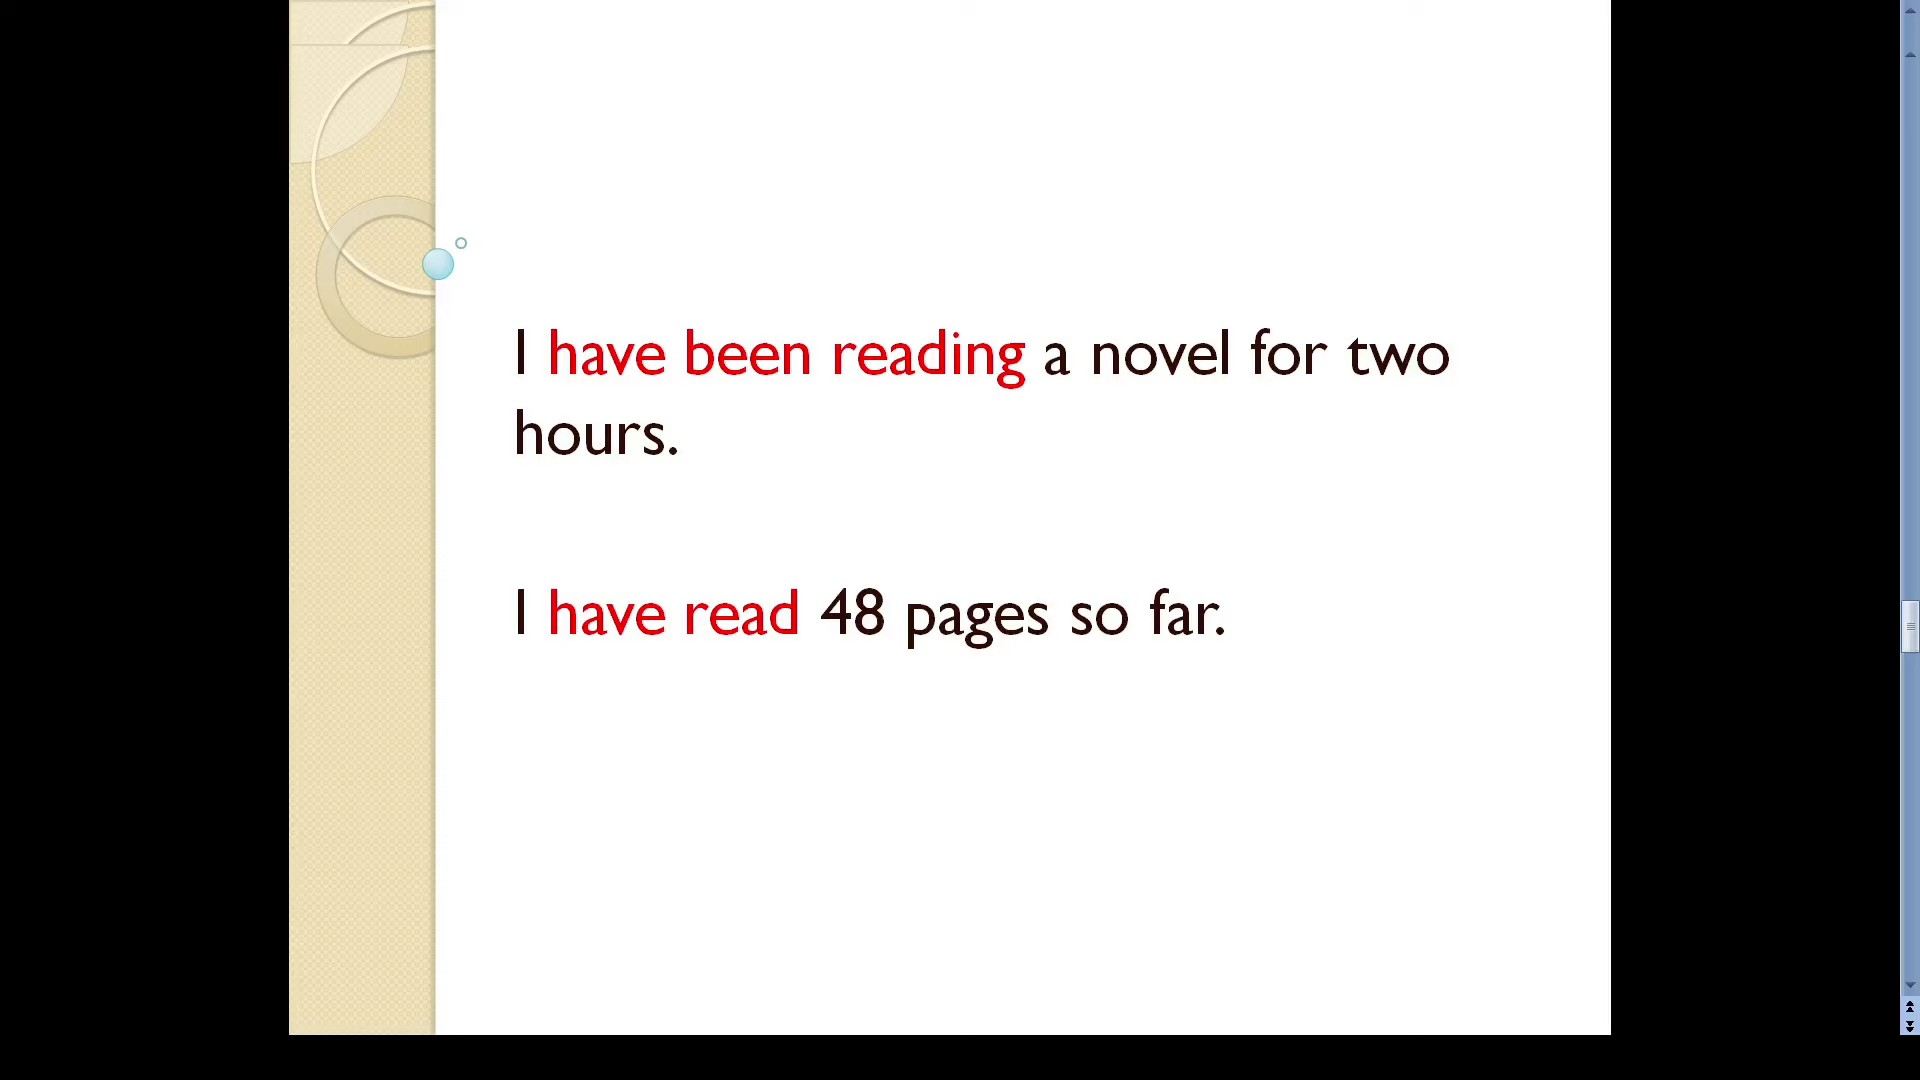 I have been reading a novel for two
hours.
I have read 48 pages so far.